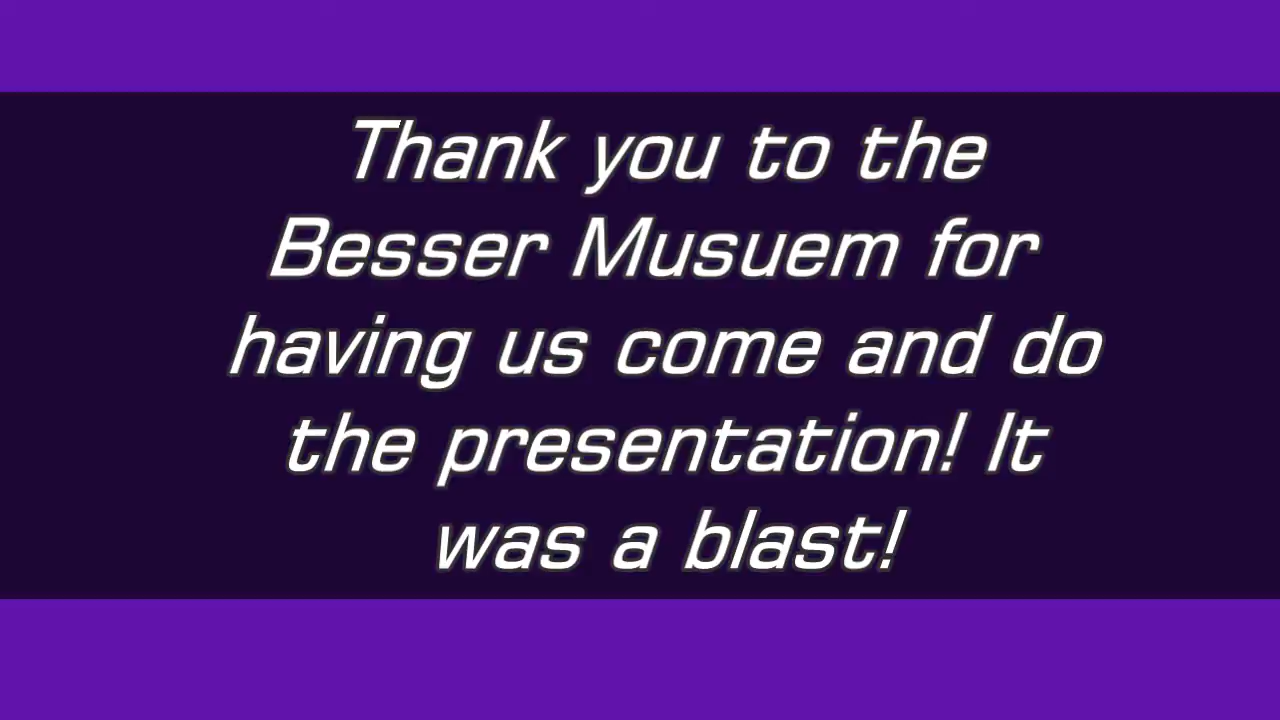 Thank you to the
Besser Musuem for
having us come and do
the presentation! It
was a blast!